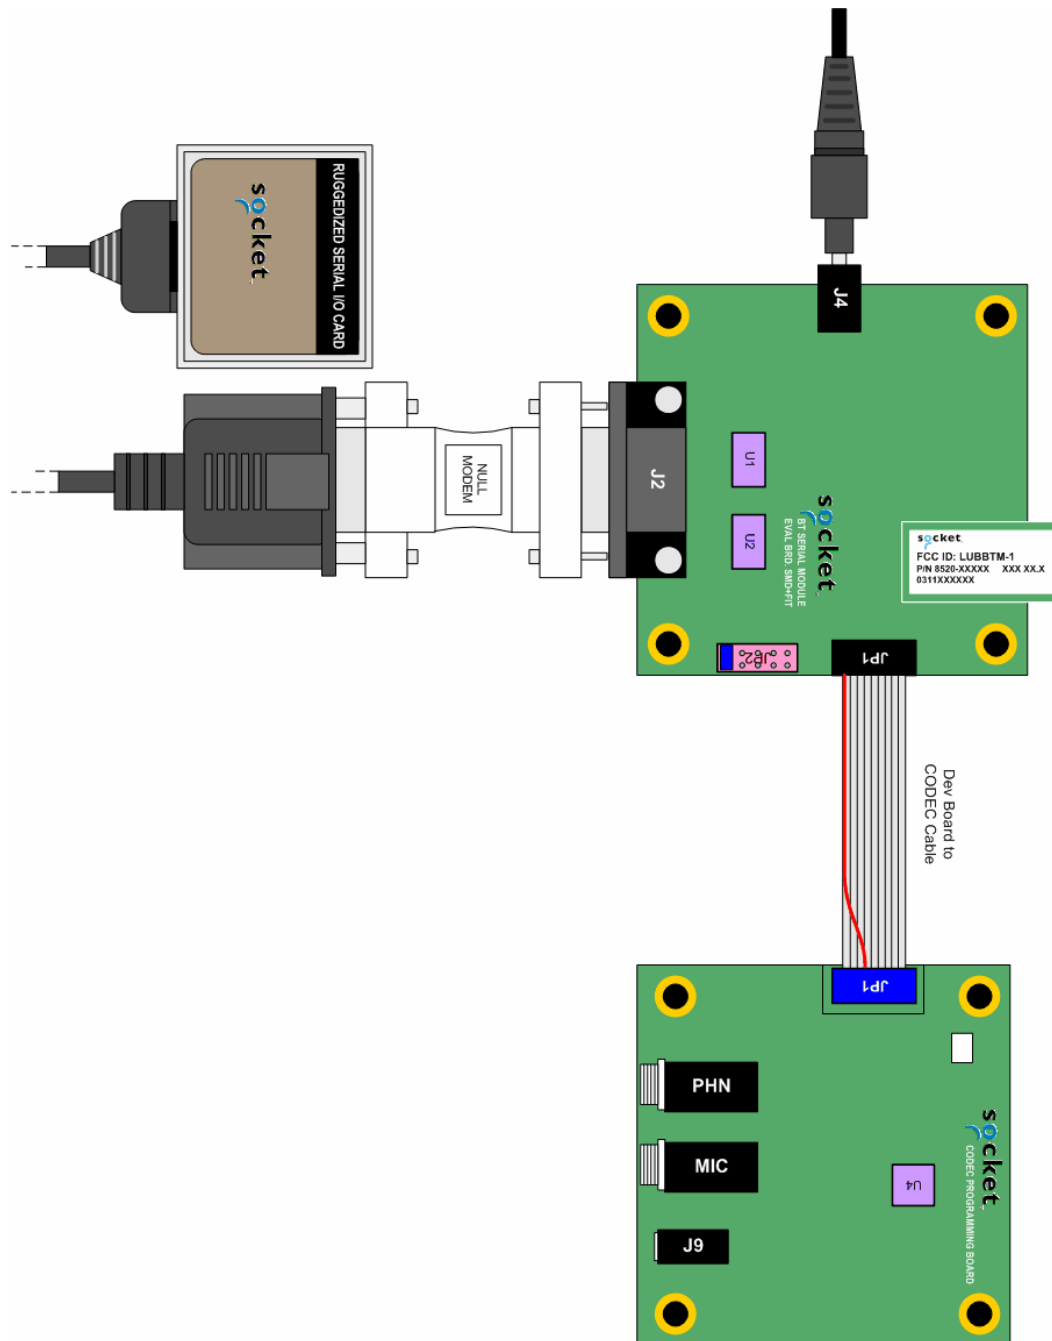 socket
RUGGEDIZED SERIAL I/O CARD
J4
NULL
MODEM
J2
U1
U2
socket
BT SERIAL MODULE
EVAL BRD. SMD+FIT
socket
FCC ID: LUBBTM-1
P/N 8520-XXXXX XXX XX.X
0311XXXXXX
JP2
JP1
Dev Board to
CODEC Cable
JP1
PHN
MIC
J9
U4
socket
CODEC PROGRAMMING BOARD